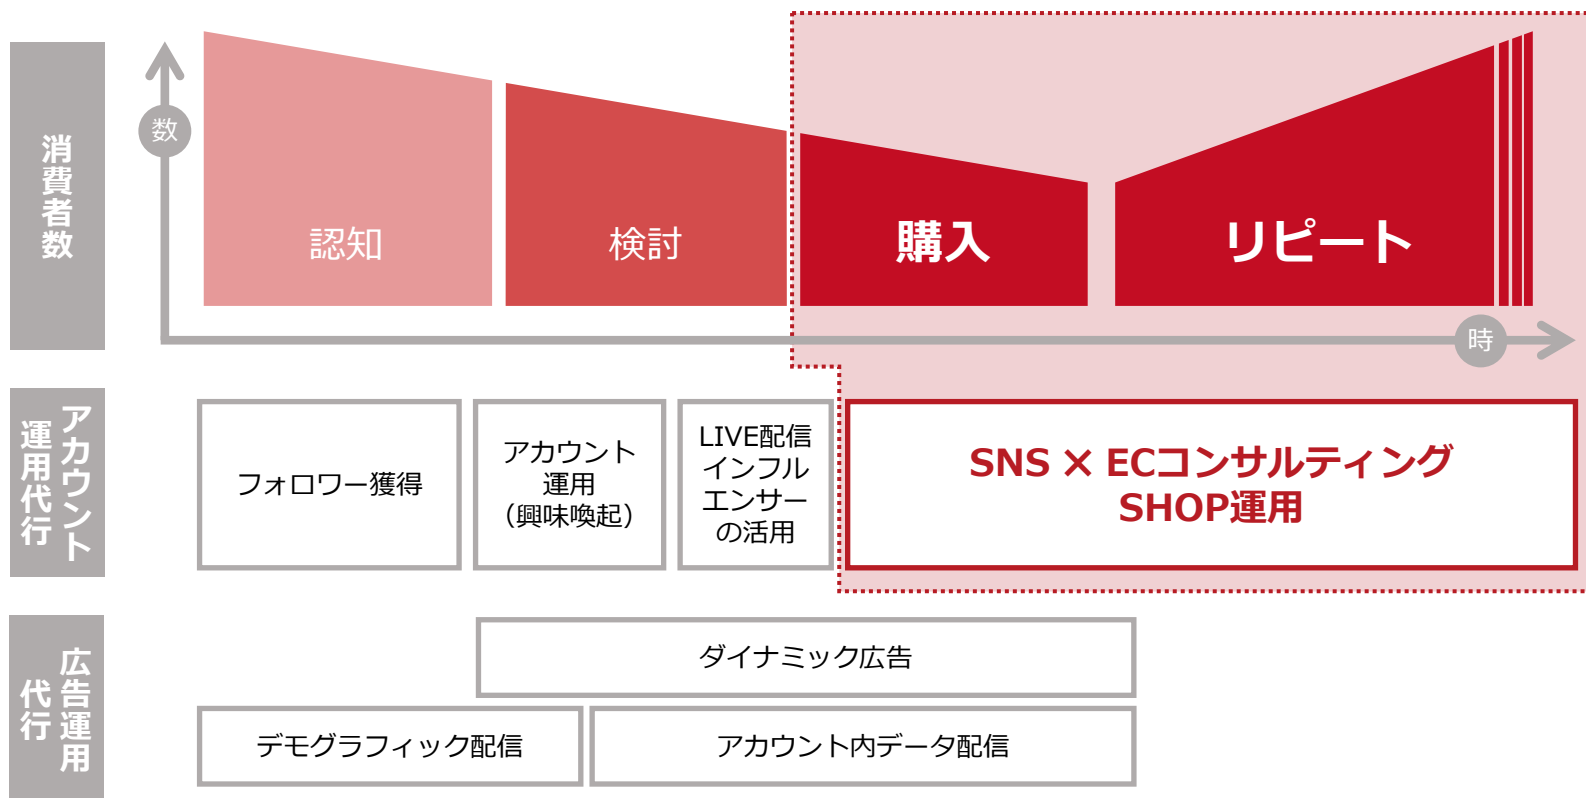 消費者数
数
認知
検討
購入
リピート
時
アカウント
運用代行
フォロワー獲得
アカウント
運用
（興味喚起）
LIVE配信
インフル
エンサー
の活用
SNS × ECコンサルティング
SHOP運用
広告運用
代行
ダイナミック広告
デモグラフィック配信
アカウント内データ配信